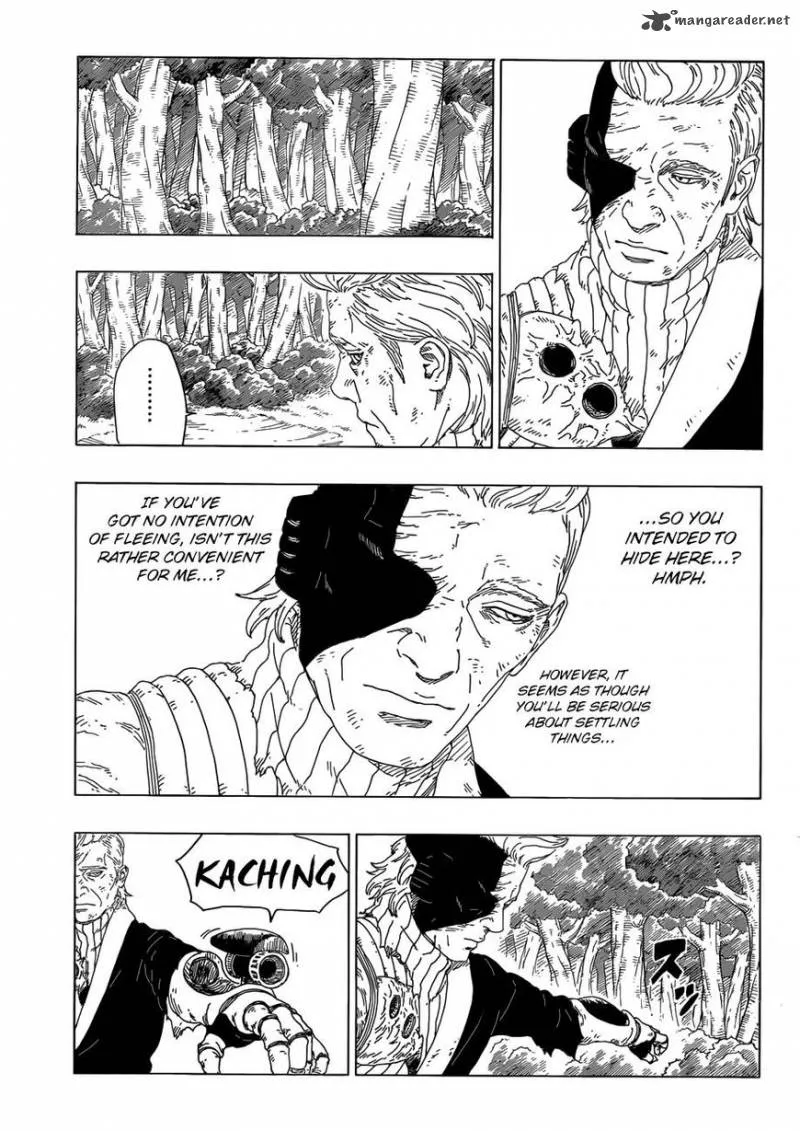 mangareader.net
........
...SO YOU
INTENDED TO
HIDE HERE...?
HMPH.
IF YOU'VE
GOT NO INTENTION
OF FLEEING, ISN'T THIS
RATHER CONVENIENT
FOR ME...?
HOWEVER, IT
SEEMS AS THOUGH
YOU'LL BE SERIOUS
ABOUT SETTLING
THINGS...
スッ
KACHING